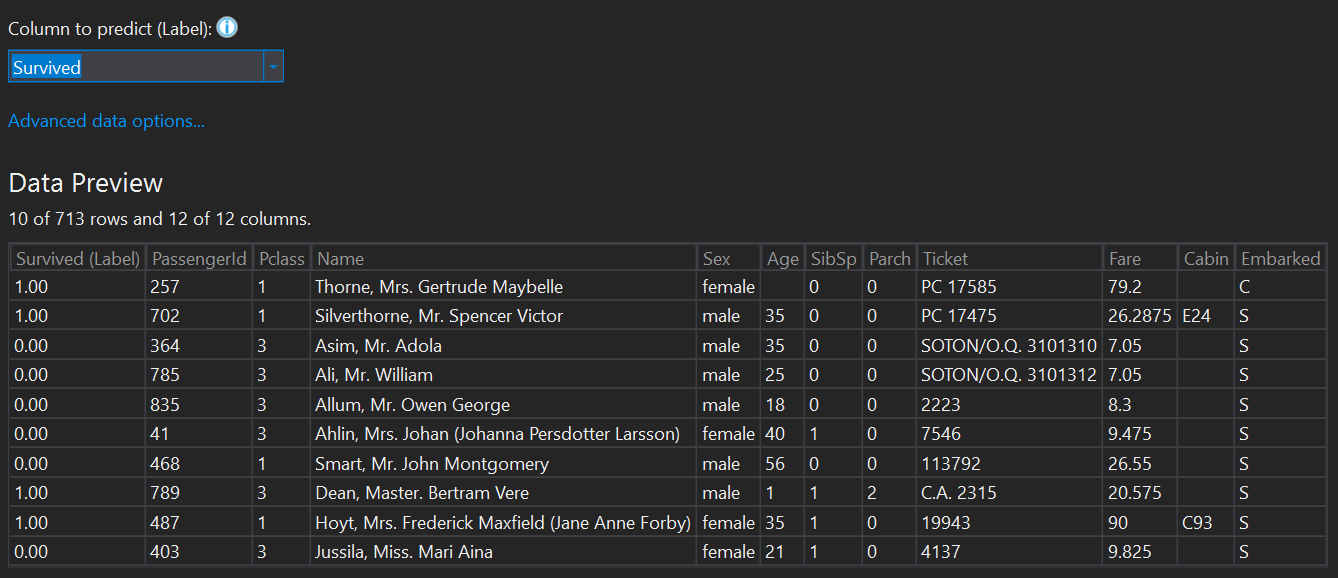 Column to predict (Label):
Survived
Advanced data options...
Data Preview
10 of 713 rows and 12 of 12 columns.
Survived (Label) PassengerId Pclass Name Sex Age SibSp Parch Ticket Fare Cabin Embarked
1.00 257 1 Thorne, Mrs. Gertrude Maybelle female 0 0 PC 17585 79.2 C
1.00 702 1 Silverthorne, Mr. Spencer Victor male 35 0 0 PC 17475 26.2875 E24 S
0.00 364 3 Asim, Mr. Adola male 35 0 0 SOTON/O.Q. 3101310 7.05 S
0.00 785 3 Ali, Mr. William male 25 0 0 SOTON/O.Q. 3101312 7.05 S
0.00 835 3 Allum, Mr. Owen George male 18 0 0 2223 8.3 S
0.00 41 3 Ahlin, Mrs. Johan (Johanna Persdotter Larsson) female 40 1 0 7546 9.475 S
0.00 468 1 Smart, Mr. John Montgomery male 56 0 0 113792 26.55 S
1.00 789 3 Dean, Master. Bertram Vere male 1 1 2 C.A. 2315 20.575 S
1.00 487 1 Hoyt, Mrs. Frederick Maxfield (Jane Anne Forby) female 35 1 0 19943 90 C93 S
0.00 403 3 Jussila, Miss. Mari Aina female 21 1 0 4137 9.825 S